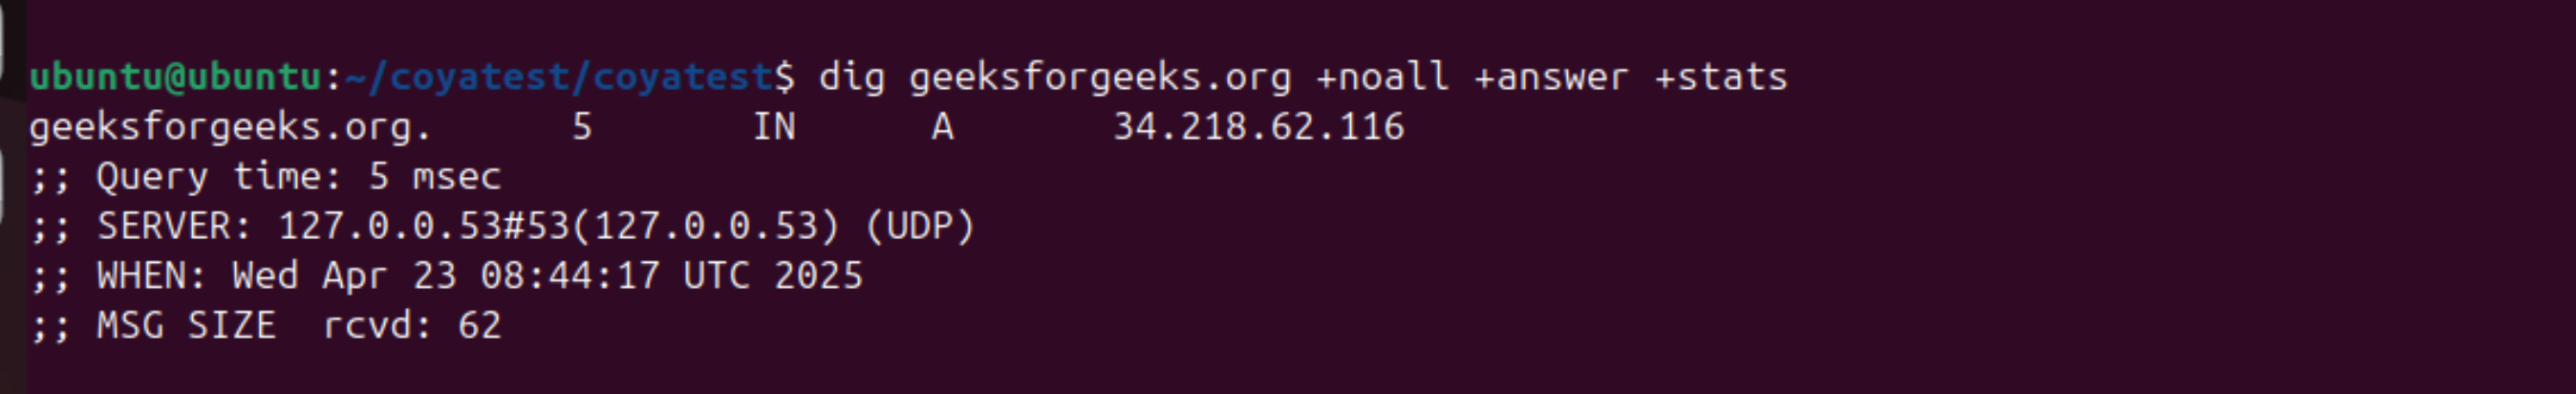 ubuntu@ubuntu:~/coyatest/coyatest$ dig geeksforgeeks.org +noall +answer +stats
geeksforgeeks.org.      5       IN      A       34.218.62.116
;; Query time: 5 msec
;; SERVER: 127.0.0.53#53(127.0.0.53) (UDP)
;; WHEN: Wed Apr 23 08:44:17 UTC 2025
;; MSG SIZE  rcvd: 62